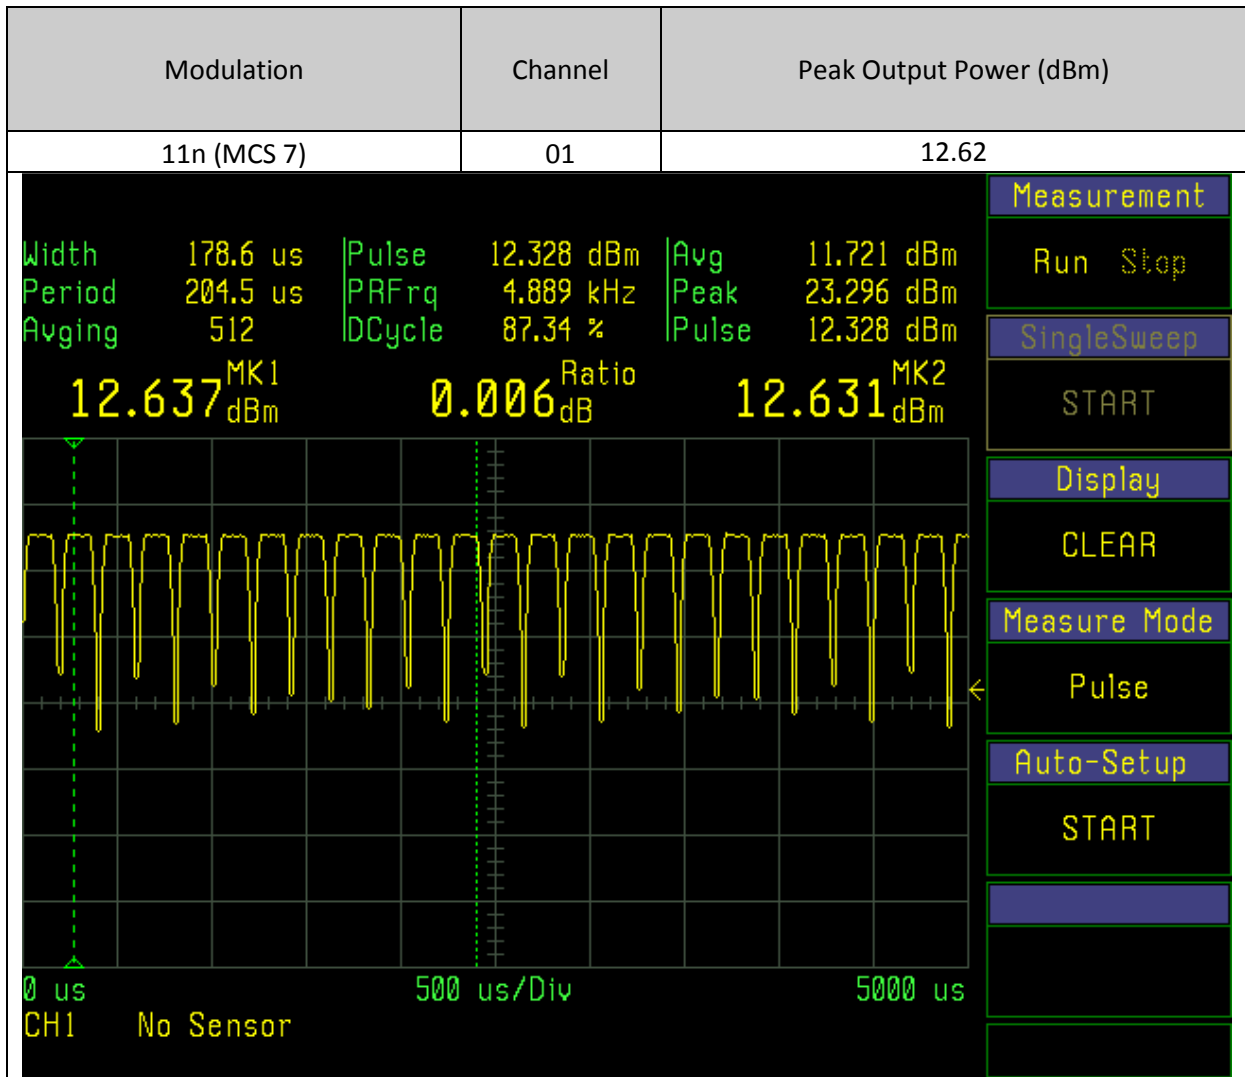 Modulation Channel Peak Output Power (dBm)
11n (MCS 7) 01 12.62
Width 178.6 us Pulse 12.328 dBm Avg 11.721 dBm
Period 204.5 us PRFrq 4.889 kHz Peak 23.296 dBm
Avging 512 DCycle 87.34 % Pulse 12.328 dBm
12.637 MK1 dBm 0.006 Ratio dB 12.631 MK2 dBm
0 us 500 us/Div 5000 us
CH1 No Sensor
Measurement
Run Stop
SingleSweep
START
Display
CLEAR
Measure Mode
Pulse
Auto-Setup
START